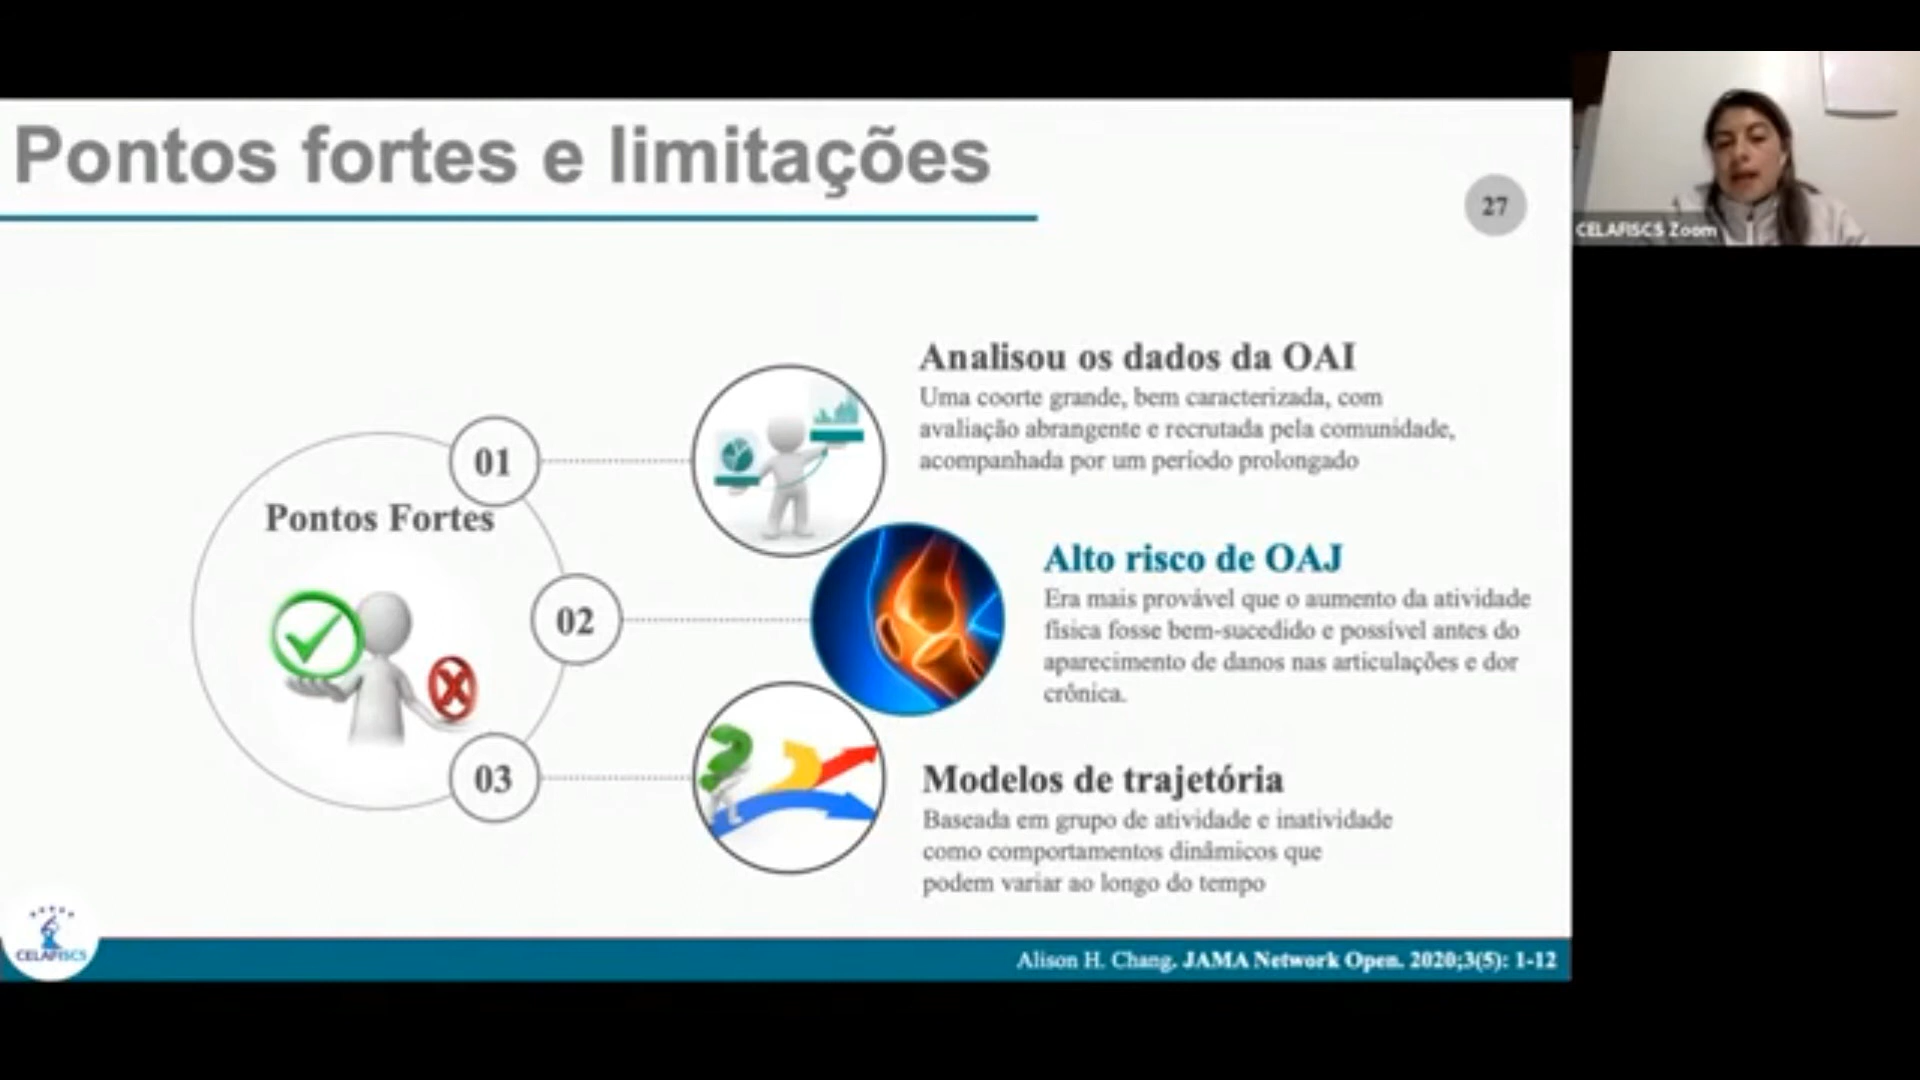 Pontos fortes e limitações
27
CELAFISCS Zoom
Pontos Fortes
01
Analisou os dados da OAI
Uma coorte grande, bem caracterizada, com
avaliação abrangente e recrutada pela comunidade,
acompanhada por um período prolongado
02
Alto risco de OAJ
Era mais provável que o aumento da atividade
física fosse bem-sucedido e possível antes do
aparecimento de danos nas articulações e dor
crônica.
03
Modelos de trajetória
Baseada em grupo de atividade e inatividade
como comportamentos dinâmicos que
podem variar ao longo do tempo
CELAFISCS
Alison H. Chang. JAMA Network Open. 2020;3(5): 1-12